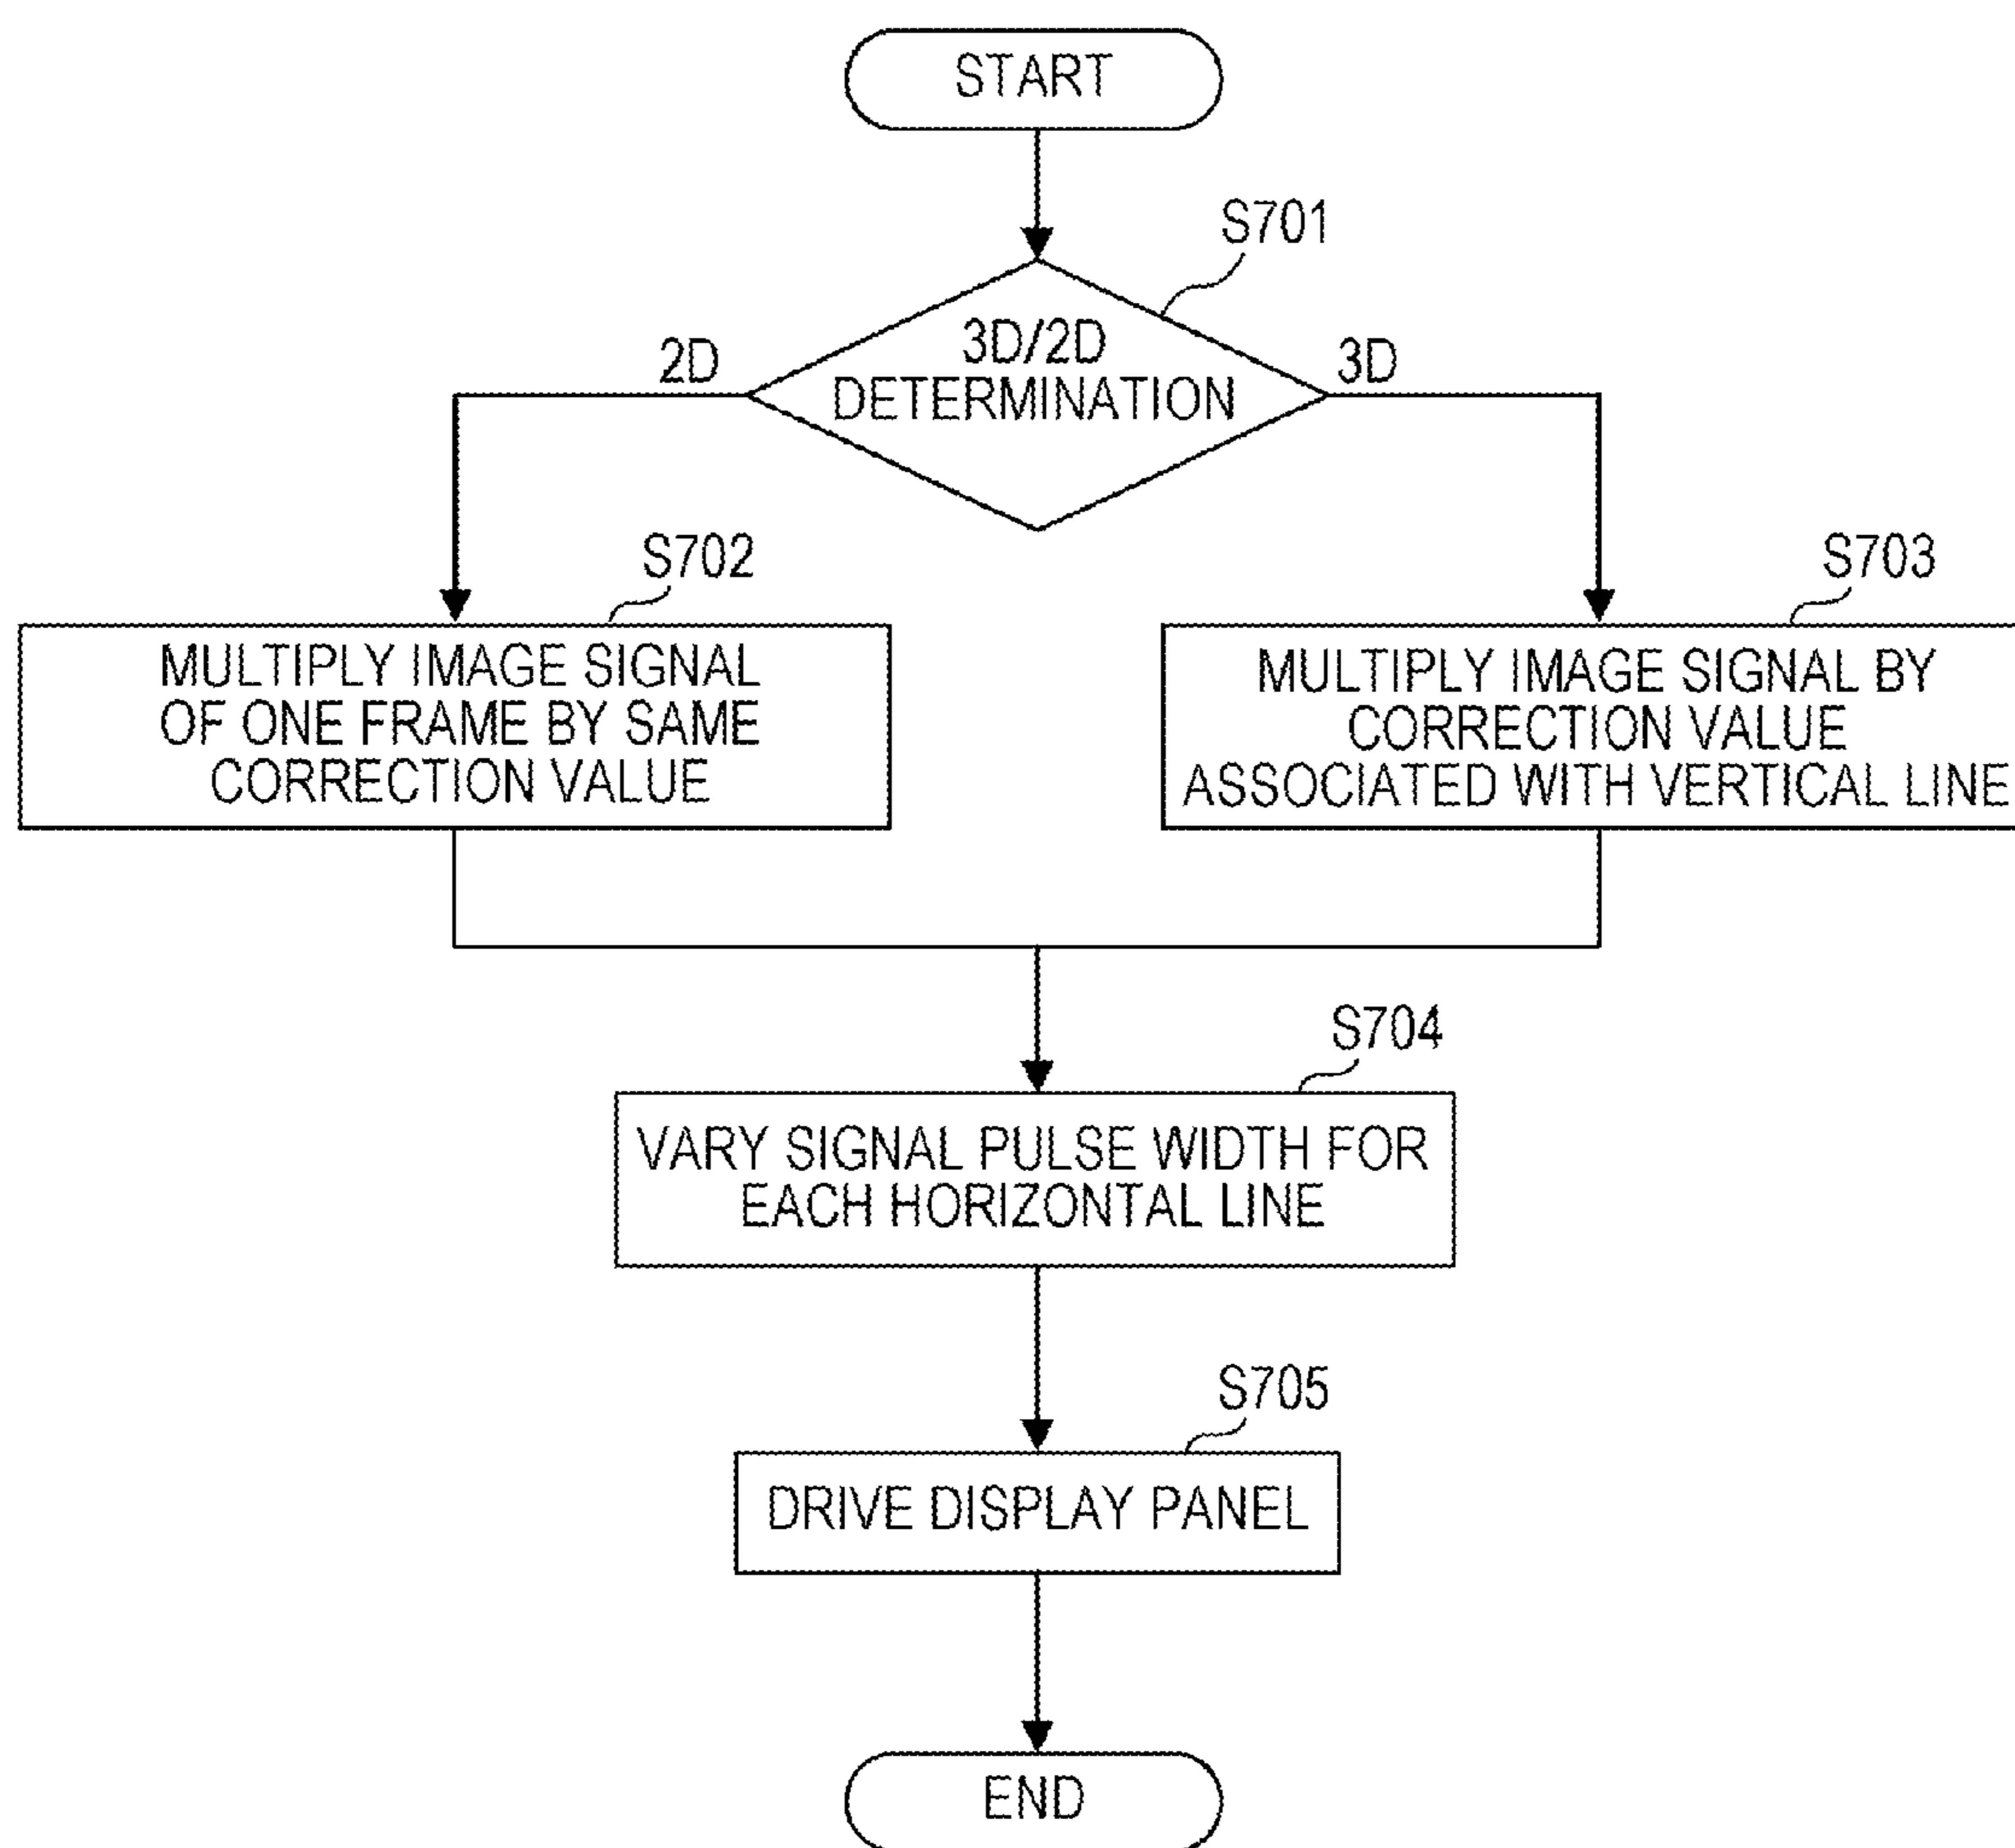 START
S701
3D/2D
DETERMINATION
2D
3D
S702
MULTIPLY IMAGE SIGNAL
OF ONE FRAME BY SAME
CORRECTION VALUE
S703
MULTIPLY IMAGE SIGNAL BY
CORRECTION VALUE
ASSOCIATED WITH VERTICAL LINE
S704
VARY SIGNAL PULSE WIDTH FOR
EACH HORIZONTAL LINE
S705
DRIVE DISPLAY PANEL
END